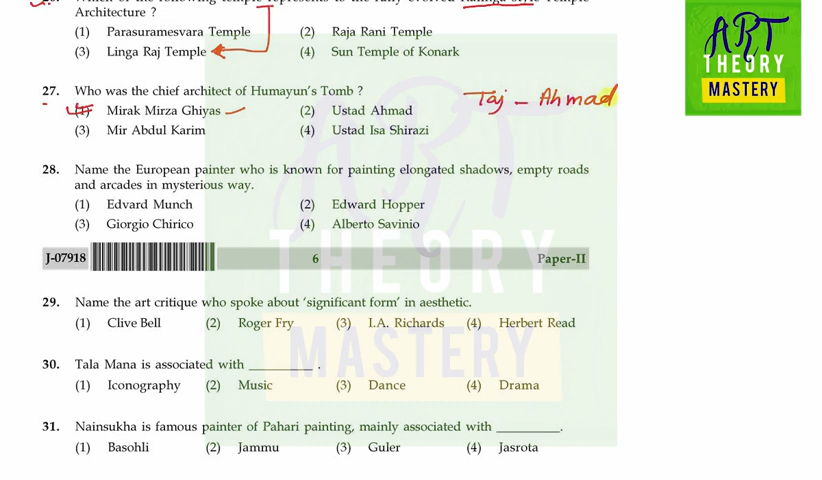 Architecture ?
(1) Parasuramesvara Temple (2) Raja Rani Temple
(3) Linga Raj Temple (4) Sun Temple of Konark
27. Who was the chief architect of Humayun's Tomb ?
(1) Mirak Mirza Ghiyas (2) Ustad Ahmad
Taj - Ahmad
(3) Mir Abdul Karim (4) Ustad Isa Shirazi
28. Name the European painter who is known for painting elongated shadows, empty roads
and arcades in mysterious way.
(1) Edvard Munch (2) Edward Hopper
(3) Giorgio Chirico (4) Alberto Savinio
J-07918 6 Paper-II
29. Name the art critique who spoke about 'significant form' in aesthetic.
(1) Clive Bell (2) Roger Fry (3) I.A. Richards (4) Herbert Read
30. Tala Mana is associated with _________ .
(1) Iconography (2) Music (3) Dance (4) Drama
31. Nainsukha is famous painter of Pahari painting, mainly associated with _________.
(1) Basohli (2) Jammu (3) Guler (4) Jasrota
ART
THEORY
MASTERY
ART
THEORY
MASTERY